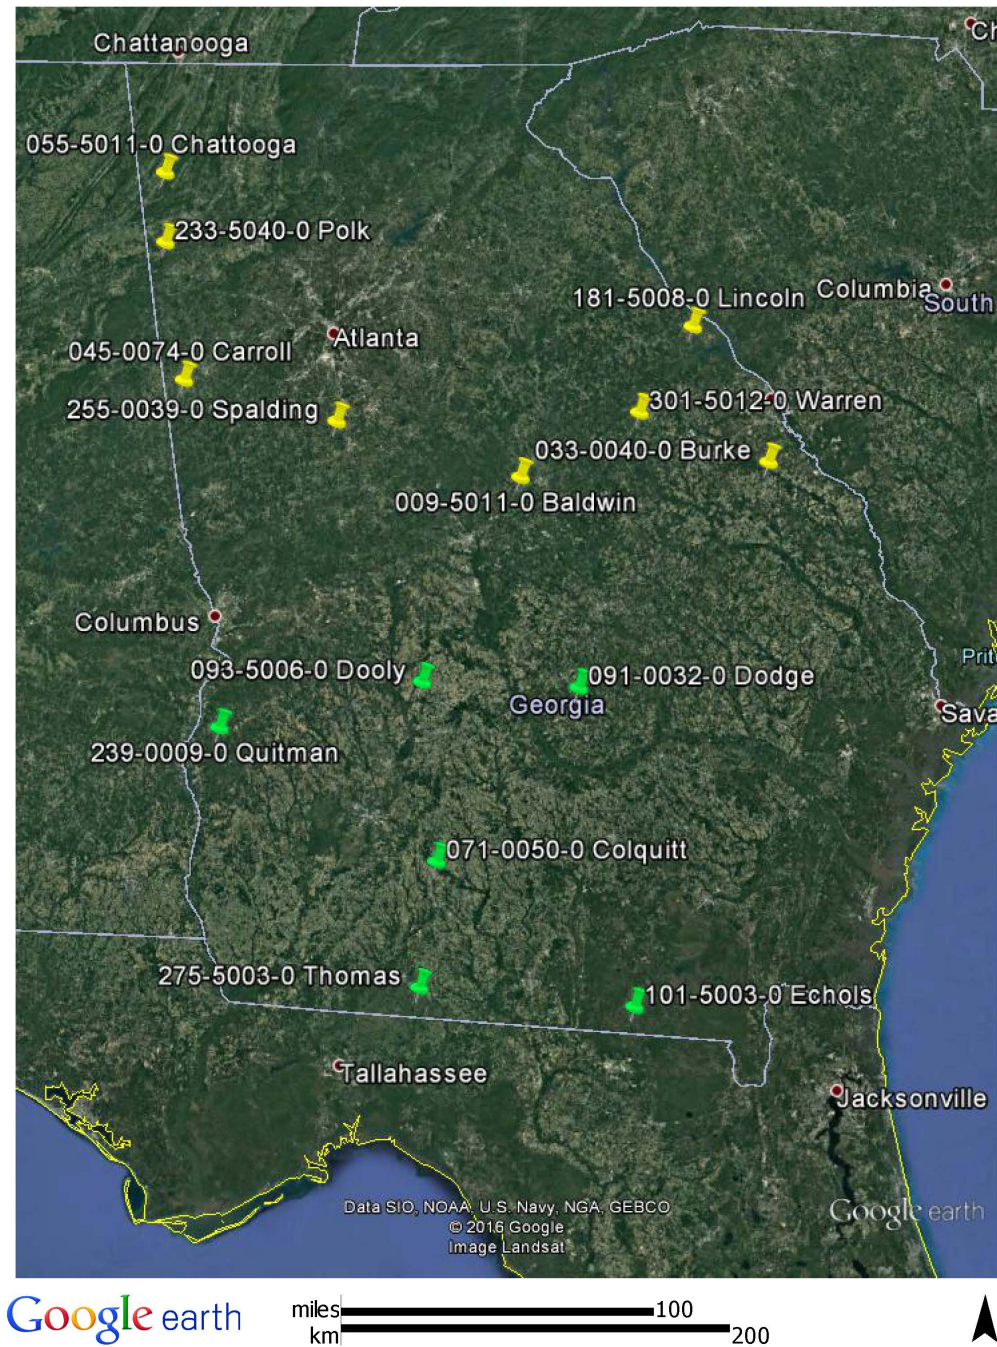 Chattanooga
Ch
055-5011-0 Chattooga
233-5040-0 Polk
181-5008-0 Lincoln
Columbia
South
Atlanta
045-0074-0 Carroll
255-0039-0 Spalding
301-5012-0 Warren
033-0040-0 Burke
009-5011-0 Baldwin
Columbus
093-5006-0 Dooly
091-0032-0 Dodge
Prit
Georgia
Sava
239-0009-0 Quitman
071-0050-0 Colquitt
275-5003-0 Thomas
101-5003-0 Echols
Tallahassee
Jacksonville
Data SIO, NOAA, U.S. Navy, NGA, GEBCO
© 2016 Google
Image Landsat
Google earth
Google earth
miles 100
km 200